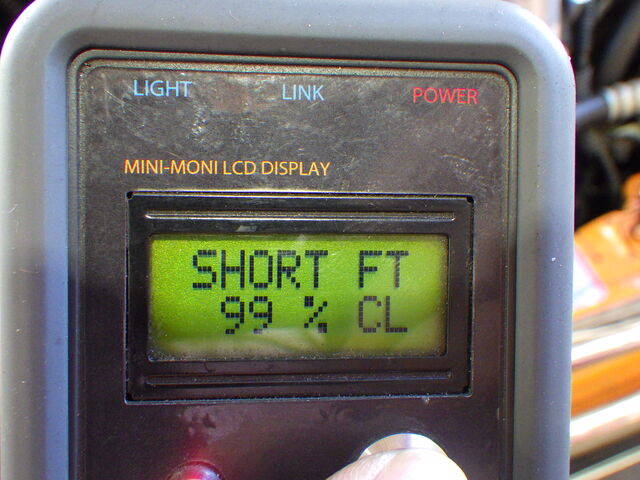 LIGHT LINK POWER
MINI-MONI LCD DISPLAY
SHORT FT
99 % CL